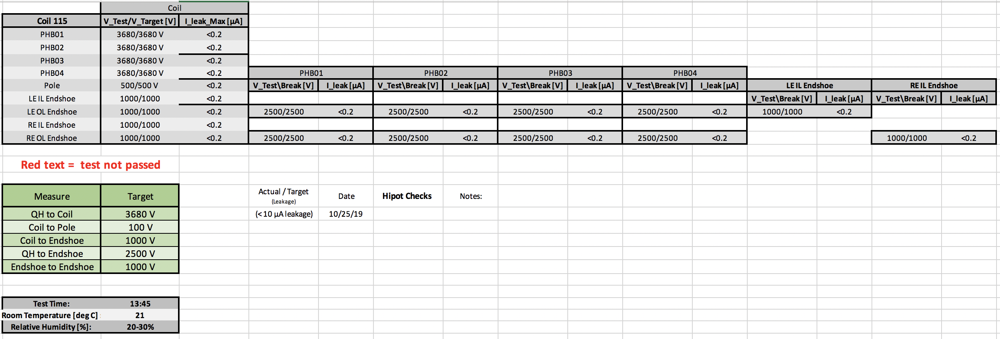 Coil
Coil 115 V_Test/V_Target [V] I_leak_Max [µA]
PHB01 3680/3680 V <0.2
PHB02 3680/3680 V <0.2
PHB03 3680/3680 V <0.2
PHB04 3680/3680 V <0.2 PHB01 PHB02 PHB03 PHB04
Pole 500/500 V <0.2 V_Test\Break [V] I_leak [µA] V_Test\Break [V] I_leak [µA] V_Test\Break [V] I_leak [µA] V_Test\Break [V] I_leak [µA] LE IL Endshoe RE IL Endshoe
LE IL Endshoe 1000/1000 <0.2 V_Test\Break [V] I_leak [µA] V_Test\Break [V] I_leak [µA]
LE OL Endshoe 1000/1000 <0.2 2500/2500 <0.2 2500/2500 <0.2 2500/2500 <0.2 2500/2500 <0.2 1000/1000 <0.2
RE IL Endshoe 1000/1000 <0.2
RE OL Endshoe 1000/1000 <0.2 2500/2500 <0.2 2500/2500 <0.2 2500/2500 <0.2 2500/2500 <0.2 1000/1000 <0.2
Red text = test not passed
Measure Target Actual / Target (Leakage) Date Hipot Checks Notes:
QH to Coil 3680 V (< 10 µA leakage) 10/25/19
Coil to Pole 100 V
Coil to Endshoe 1000 V
QH to Endshoe 2500 V
Endshoe to Endshoe 1000 V
Test Time: 13:45
Room Temperature [deg C] : 21
Relative Humidity [%]: 20-30%